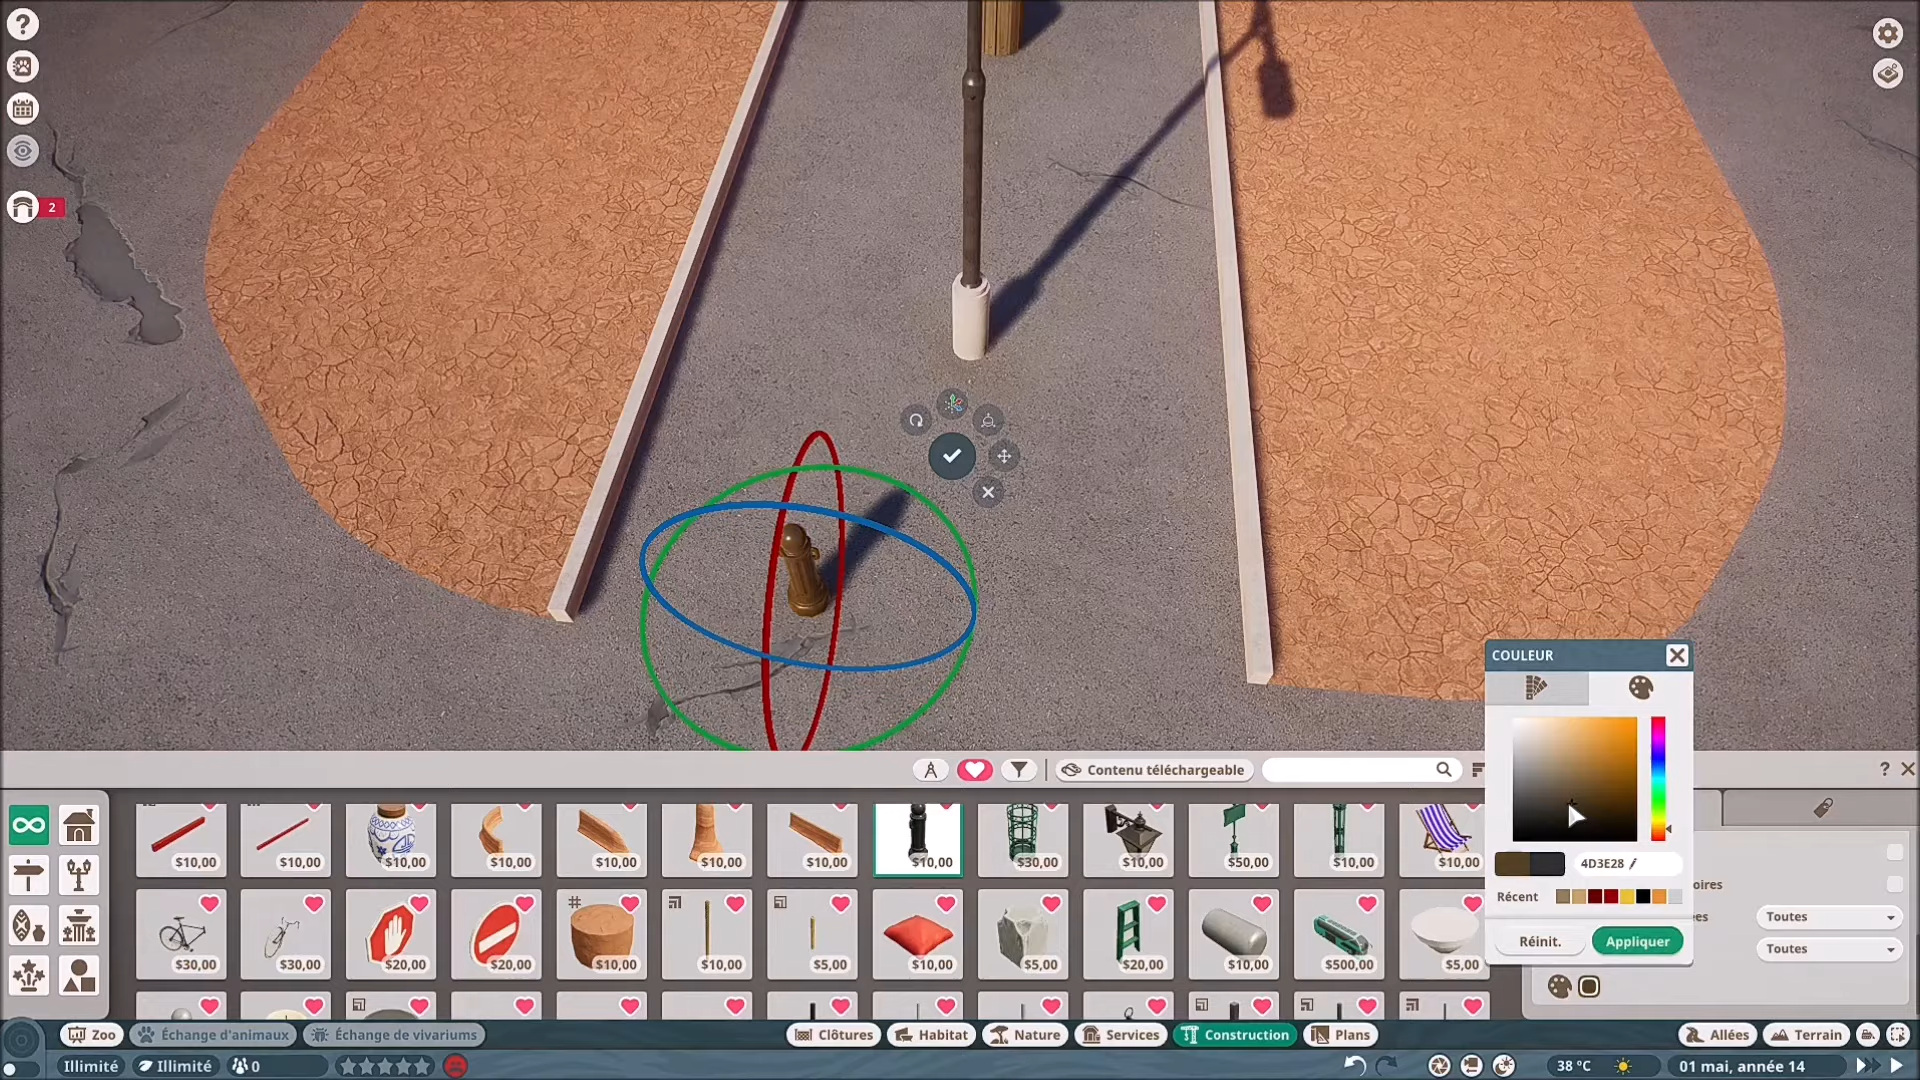 ?
2
COULEUR
Contenu téléchargeable
?
$10,00 $10,00 $10,00 $10,00 $10,00 $10,00 $10,00 $10,00 $30,00 $10,00 $50,00 $10,00 $10,00
4D3E28
oires
Récent
es Toutes
$30,00 $30,00 $20,00 $20,00 $10,00 $10,00 $5,00 $10,00 $5,00 $20,00 $10,00 $500,00 $5,00
Réinit. Appliquer
Toutes
Zoo Échange d'animaux Échange de vivariums Clôtures Habitat Nature Services Construction Plans Allées Terrain
Illimité Illimité 0 38 °C 01 mai, année 14